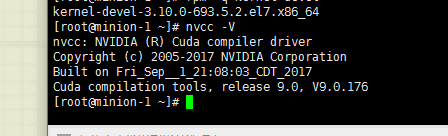 kernel-devel-3.10.0-693.5.2.el7.x86_64
[root@minion-1 ~]# nvcc -V
nvcc: NVIDIA (R) Cuda compiler driver
Copyright (c) 2005-2017 NVIDIA Corporation
Built on Fri_Sep__1_21:08:03_CDT_2017
Cuda compilation tools, release 9.0, V9.0.176
[root@minion-1 ~]#